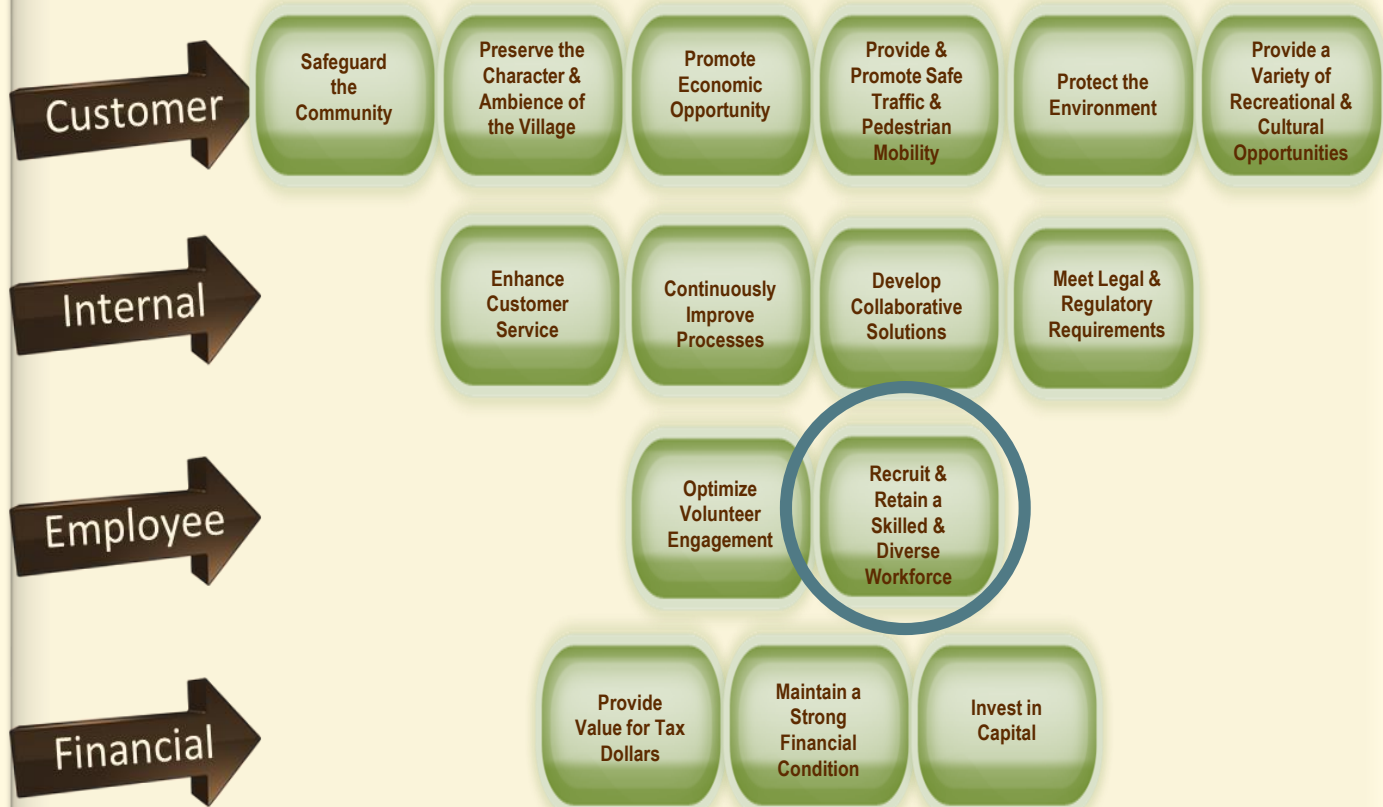 Customer
Safeguard
the
Community
Preserve the
Character &
Ambience of
the Village
Promote
Economic
Opportunity
Provide &
Promote Safe
Traffic &
Pedestrian
Mobility
Protect the
Environment
Provide a
Variety of
Recreational &
Cultural
Opportunities
Internal
Enhance
Customer
Service
Continuously
Improve
Processes
Develop
Collaborative
Solutions
Meet Legal &
Regulatory
Requirements
Employee
Optimize
Volunteer
Engagement
Recruit &
Retain a
Skilled &
Diverse
Workforce
Financial
Provide
Value for Tax
Dollars
Maintain a
Strong
Financial
Condition
Invest in
Capital